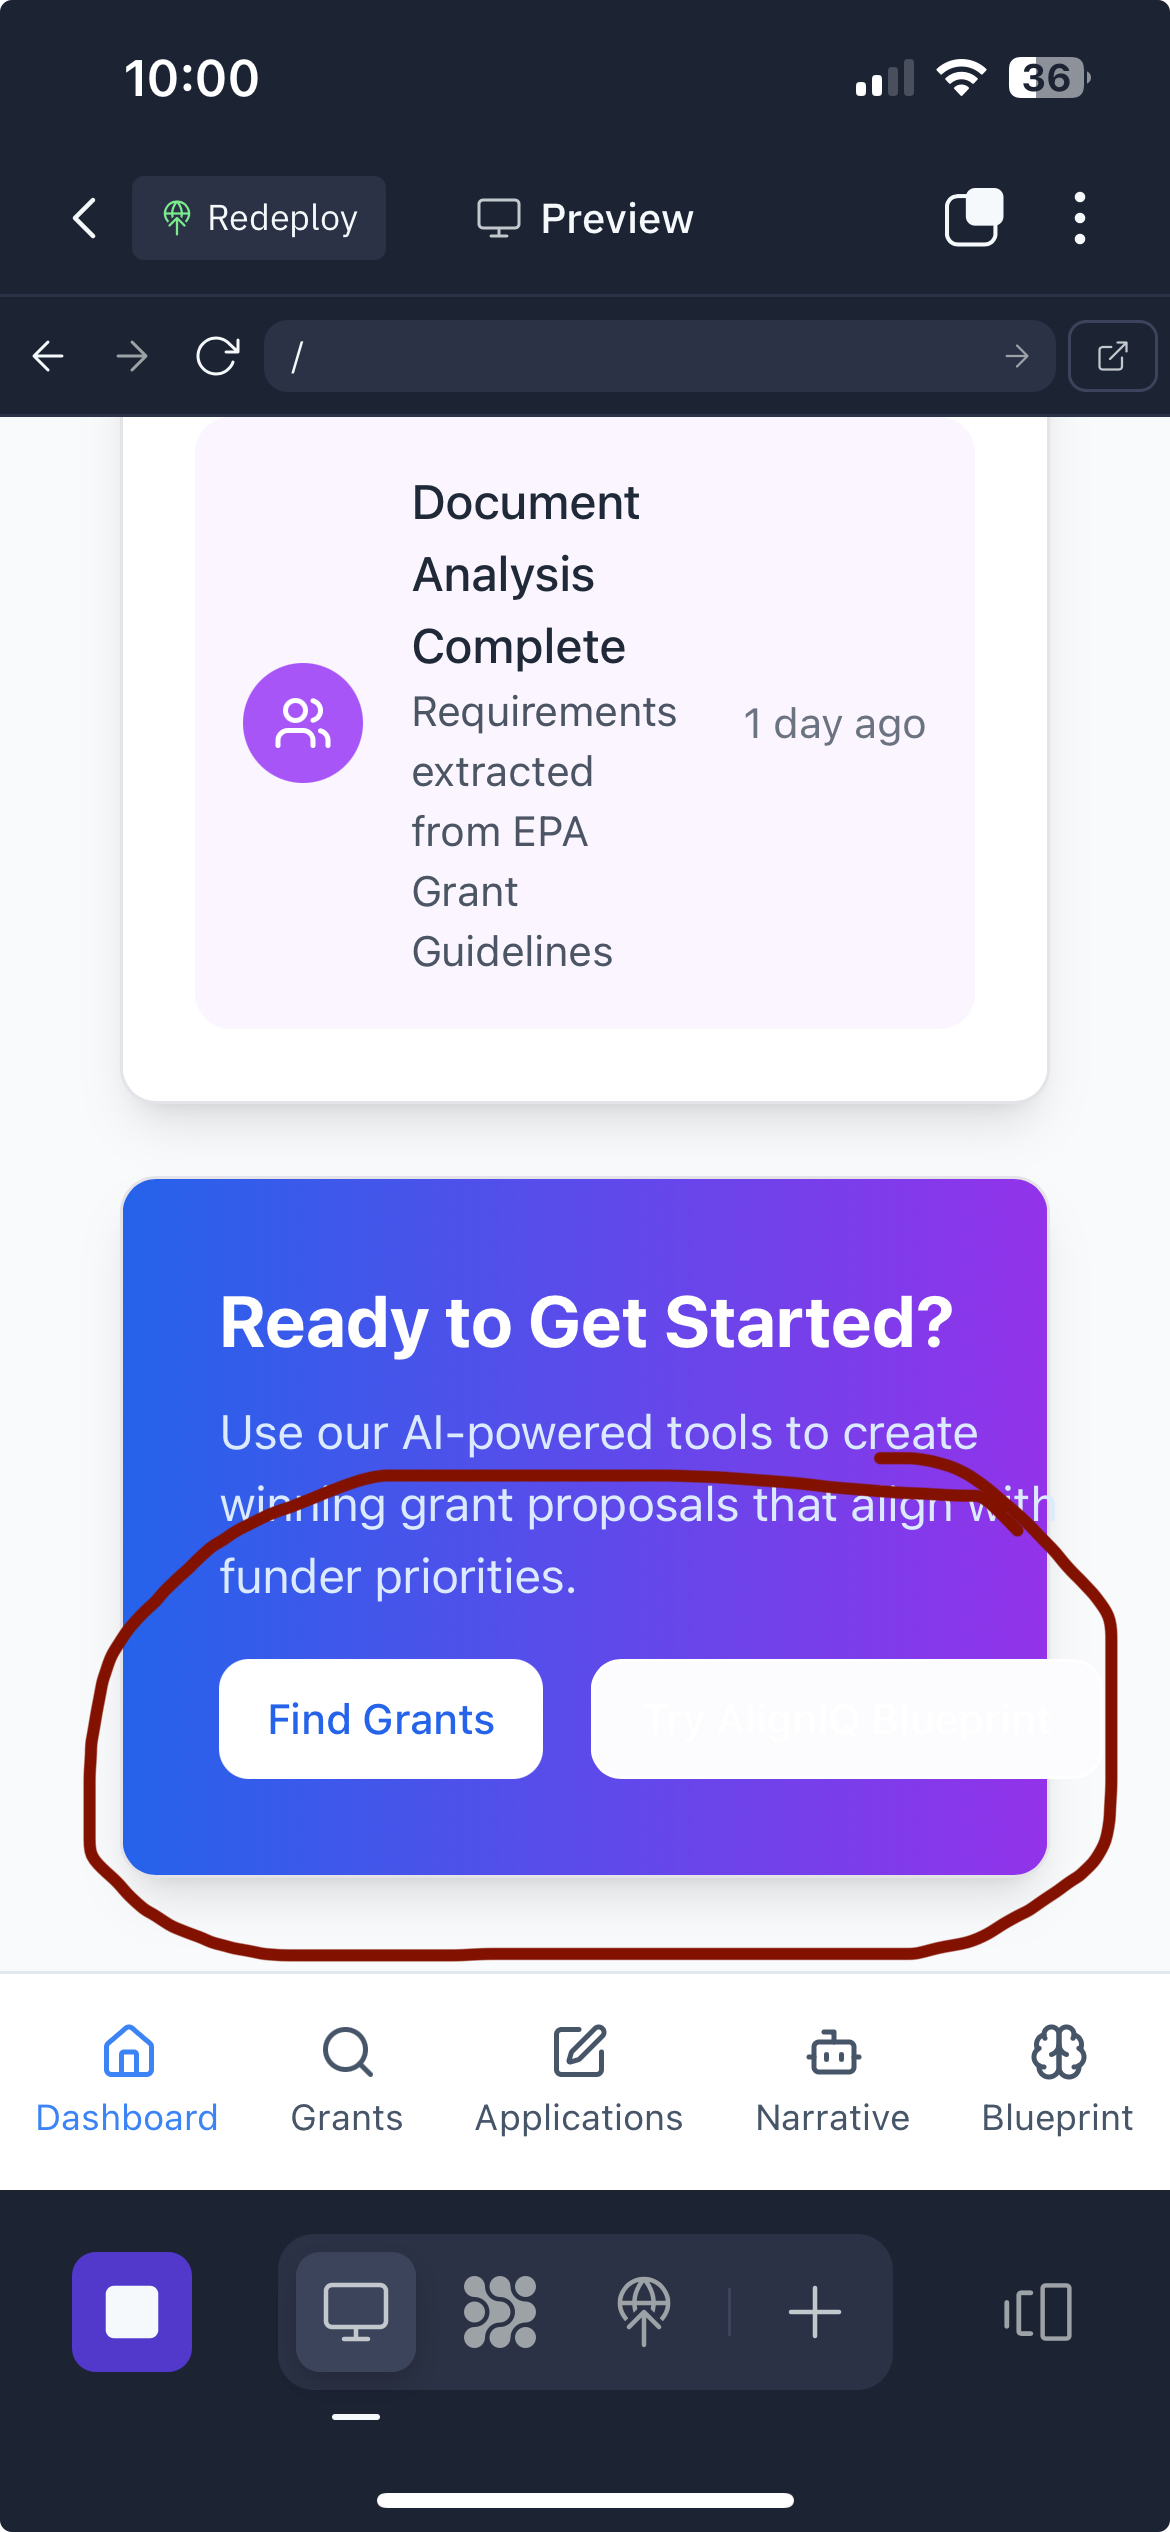 10:00
36
Redeploy
Preview
/
Document
Analysis
Complete
Requirements
extracted
from EPA
Grant
Guidelines
1 day ago
Ready to Get Started?
Use our AI-powered tools to create
winning grant proposals that align with
funder priorities.
Find Grants
Try AlignIQ Blueprint
Dashboard
Grants
Applications
Narrative
Blueprint